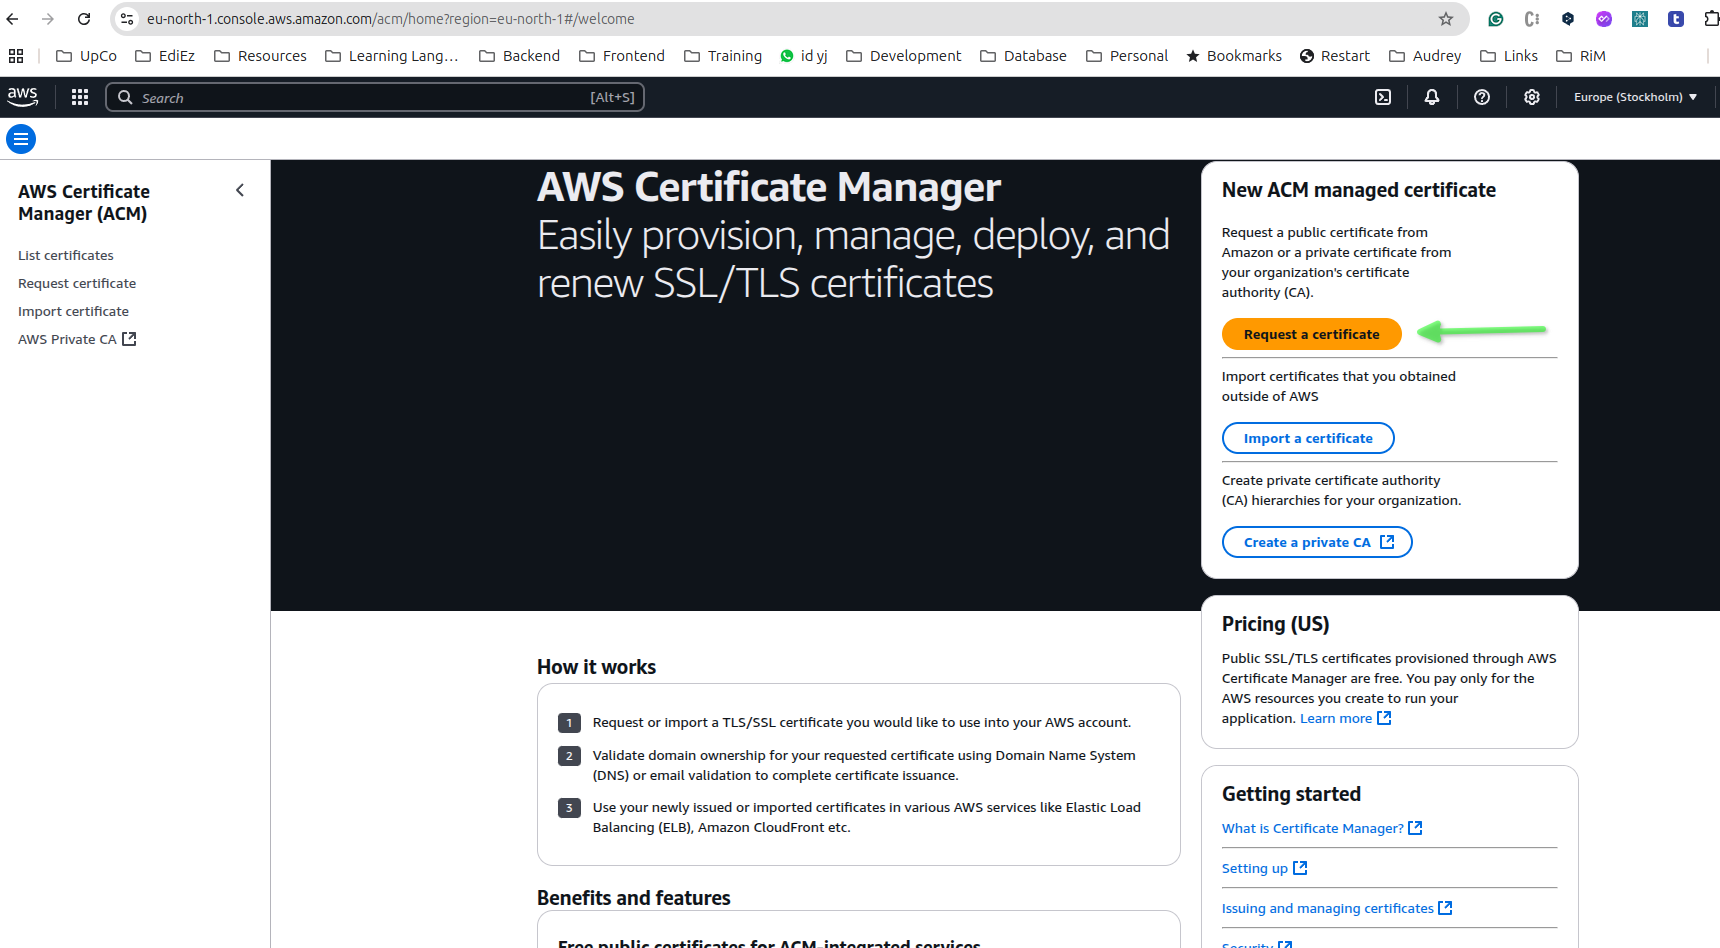 eu-north-1.console.aws.amazon.com/acm/home?region=eu-north-1#/welcome
UpCo EdiEz Resources Learning Lang... Backend Frontend Training id yj Development Database Personal Bookmarks Restart Audrey Links RiM
aws Search [Alt+S] Europe (Stockholm)
AWS Certificate
Manager (ACM)
List certificates
Request certificate
Import certificate
AWS Private CA
AWS Certificate Manager
Easily provision, manage, deploy, and
renew SSL/TLS certificates
New ACM managed certificate
Request a public certificate from
Amazon or a private certificate from
your organization's certificate
authority (CA).
Request a certificate
Import certificates that you obtained
outside of AWS
Import a certificate
Create private certificate authority
(CA) hierarchies for your organization.
Create a private CA
Pricing (US)
Public SSL/TLS certificates provisioned through AWS
Certificate Manager are free. You pay only for the
AWS resources you create to run your
application. Learn more
Getting started
What is Certificate Manager?
Setting up
Issuing and managing certificates
Security
How it works
1 Request or import a TLS/SSL certificate you would like to use into your AWS account.
2 Validate domain ownership for your requested certificate using Domain Name System
(DNS) or email validation to complete certificate issuance.
3 Use your newly issued or imported certificates in various AWS services like Elastic Load
Balancing (ELB), Amazon CloudFront etc.
Benefits and features
Free public certificates for ACM-integrated services